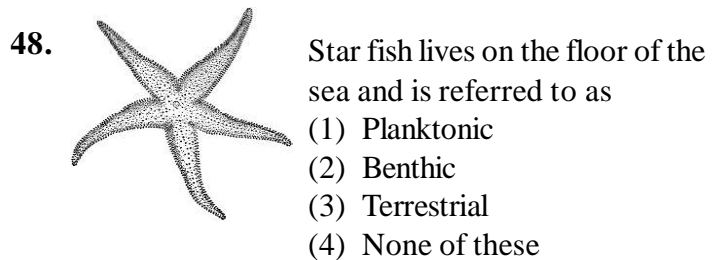 48.
Star fish lives on the floor of the
sea and is referred to as
(1) Planktonic
(2) Benthic
(3) Terrestrial
(4) None of these